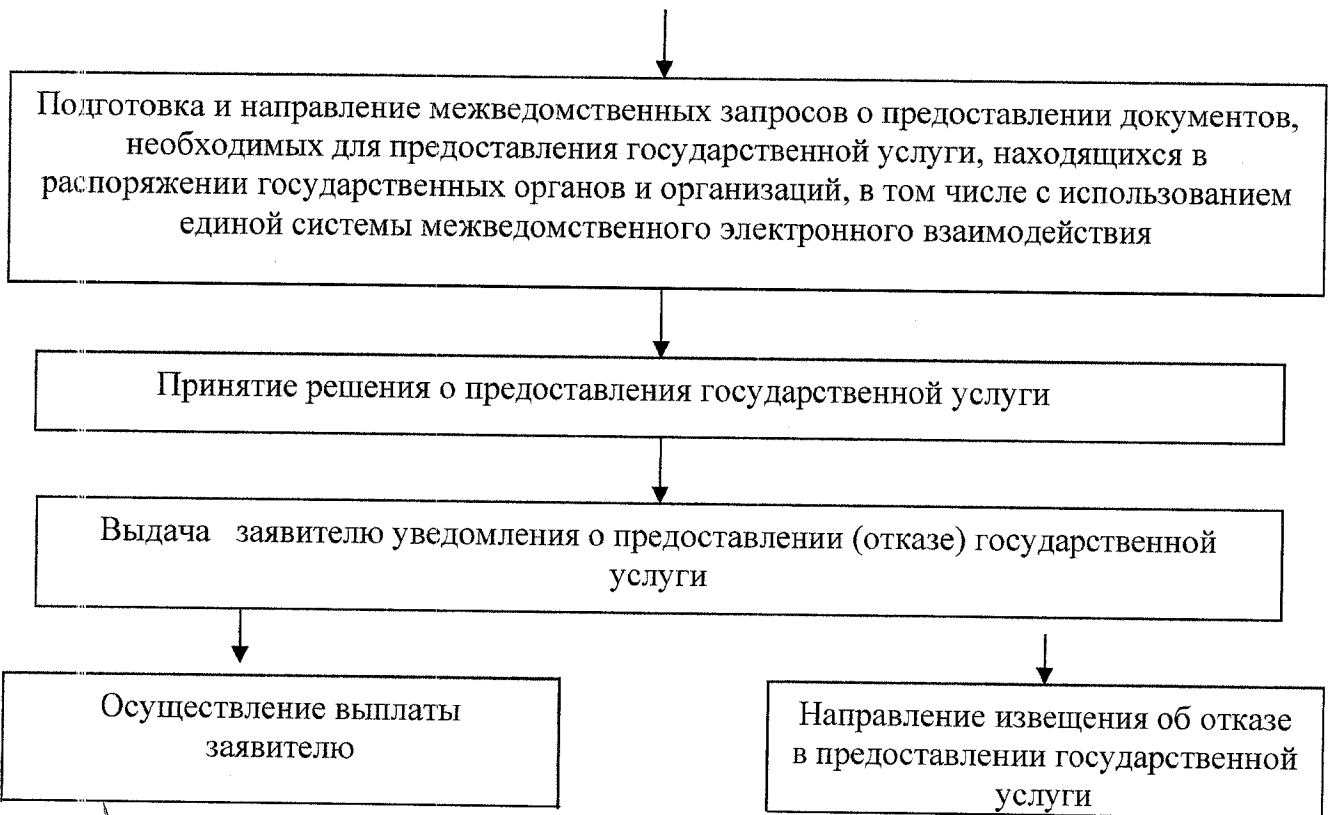 Подготовка и направление межведомственных запросов о предоставлении документов,
необходимых для предоставления государственной услуги, находящихся в
распоряжении государственных органов и организаций, в том числе с использованием
единой системы межведомственного электронного взаимодействия
Принятие решения о предоставления государственной услуги
Выдача заявителю уведомления о предоставлении (отказе) государственной
услуги
Осуществление выплаты
заявителю
Направление извещения об отказе
в предоставлении государственной
услуги